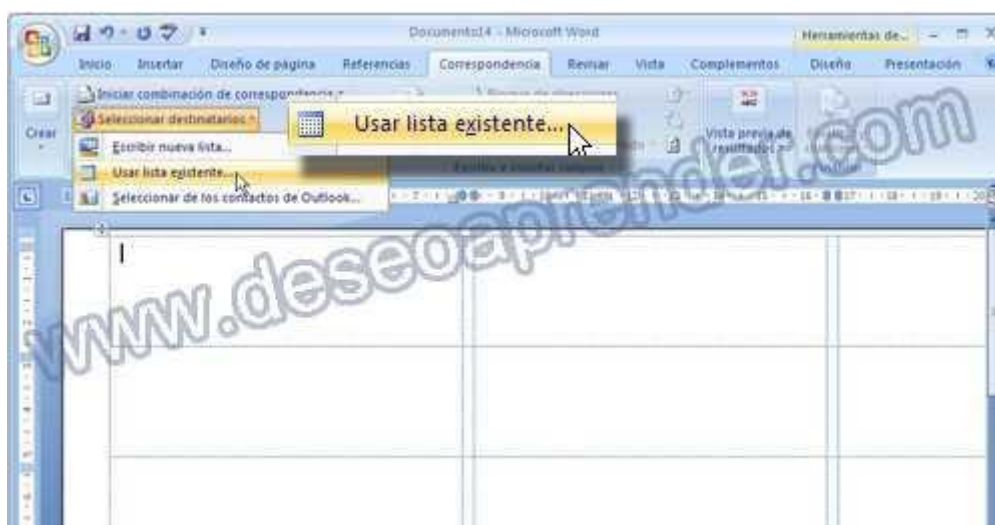 Documento14 - Microsoft Word
Herramientas de...
Inicio Insertar Diseño de página Referencias Correspondencia Revisar Vista Complementos Diseño Presentación
Iniciar combinación de correspondencia
Seleccionar destinatarios
Crear
Usar lista existente...
Vista previa de resultados
Escribir nueva lista...
Usar lista existente...
Seleccionar de los contactos de Outlook...
www.deseoaprender.com